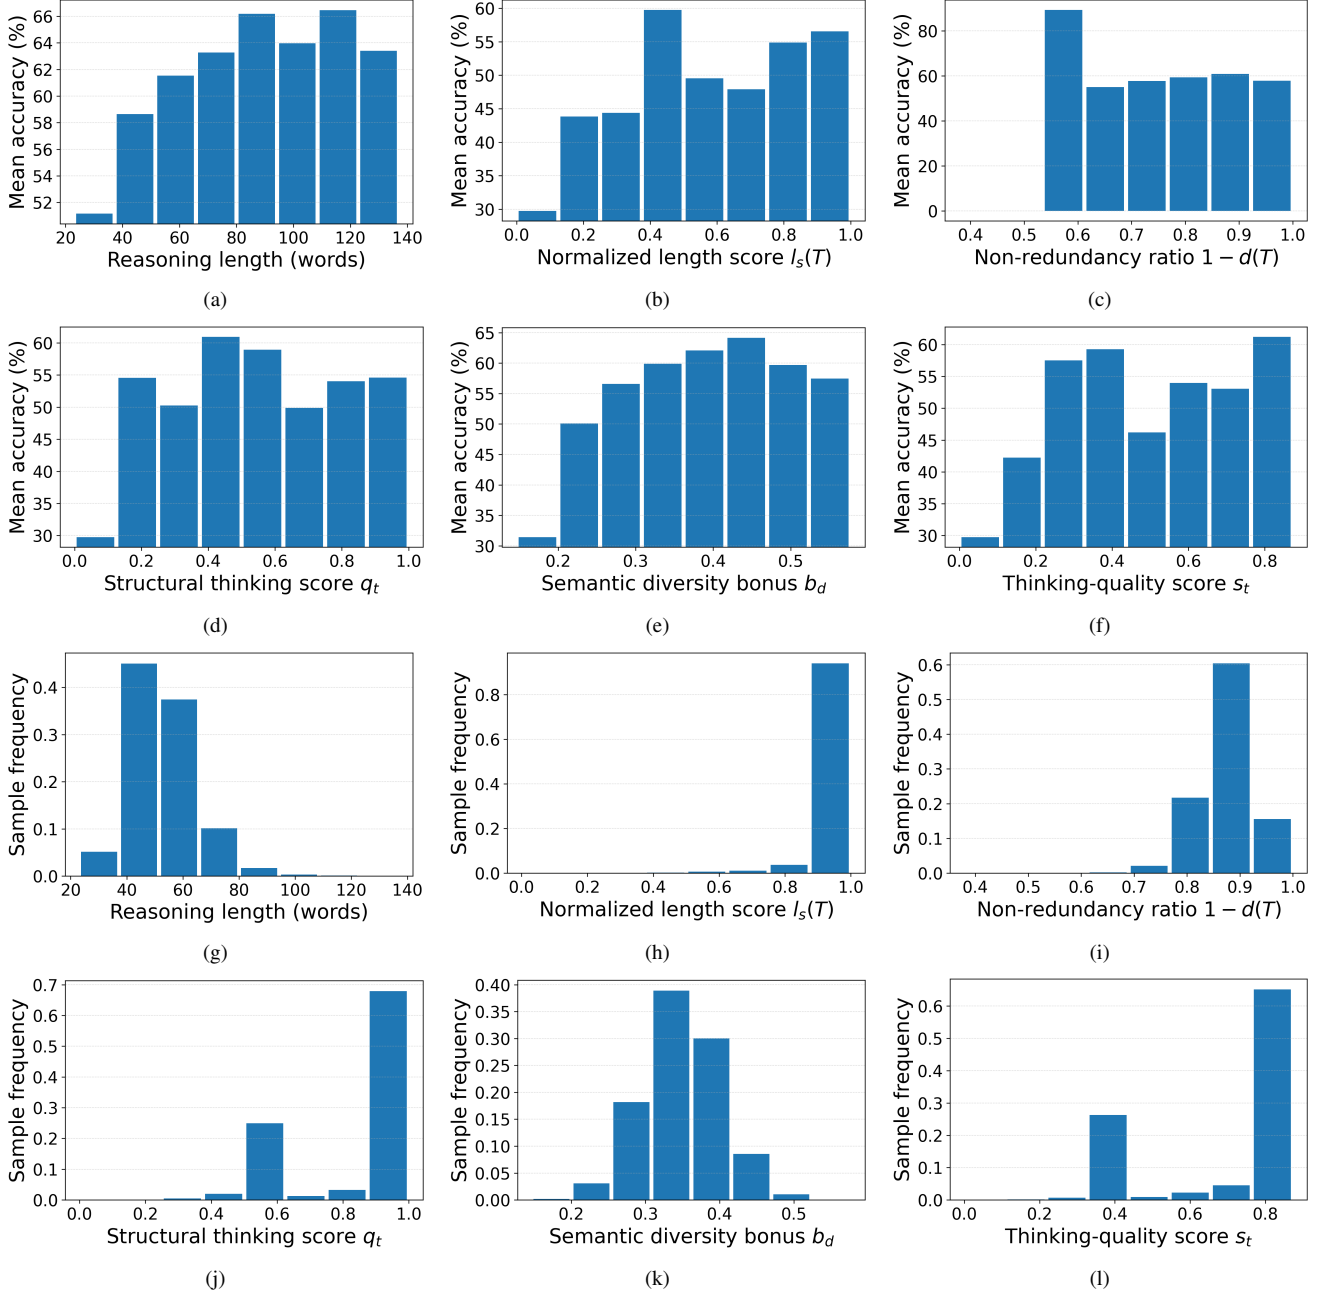 66
64
62
60
58
56
54
52
Mean accuracy (%)
20 40 60 80 100 120 140
Reasoning length (words)
(a)
60
55
50
45
40
35
30
Mean accuracy (%)
0.0 0.2 0.4 0.6 0.8 1.0
Normalized length score l_s(T)
(b)
80
60
40
20
0
Mean accuracy (%)
0.4 0.5 0.6 0.7 0.8 0.9 1.0
Non-redundancy ratio 1 − d(T)
(c)
60
55
50
45
40
35
30
Mean accuracy (%)
0.0 0.2 0.4 0.6 0.8 1.0
Structural thinking score q_t
(d)
65
60
55
50
45
40
35
30
Mean accuracy (%)
0.2 0.3 0.4 0.5
Semantic diversity bonus b_d
(e)
60
55
50
45
40
35
30
Mean accuracy (%)
0.0 0.2 0.4 0.6 0.8
Thinking-quality score s_t
(f)
0.4
0.3
0.2
0.1
0.0
Sample frequency
20 40 60 80 100 120 140
Reasoning length (words)
(g)
0.8
0.6
0.4
0.2
0.0
Sample frequency
0.0 0.2 0.4 0.6 0.8 1.0
Normalized length score l_s(T)
(h)
0.6
0.5
0.4
0.3
0.2
0.1
0.0
Sample frequency
0.4 0.5 0.6 0.7 0.8 0.9 1.0
Non-redundancy ratio 1 − d(T)
(i)
0.7
0.6
0.5
0.4
0.3
0.2
0.1
0.0
Sample frequency
0.0 0.2 0.4 0.6 0.8 1.0
Structural thinking score q_t
(j)
0.40
0.35
0.30
0.25
0.20
0.15
0.10
0.05
0.00
Sample frequency
0.2 0.3 0.4 0.5
Semantic diversity bonus b_d
(k)
0.6
0.5
0.4
0.3
0.2
0.1
0.0
Sample frequency
0.0 0.2 0.4 0.6 0.8
Thinking-quality score s_t
(l)